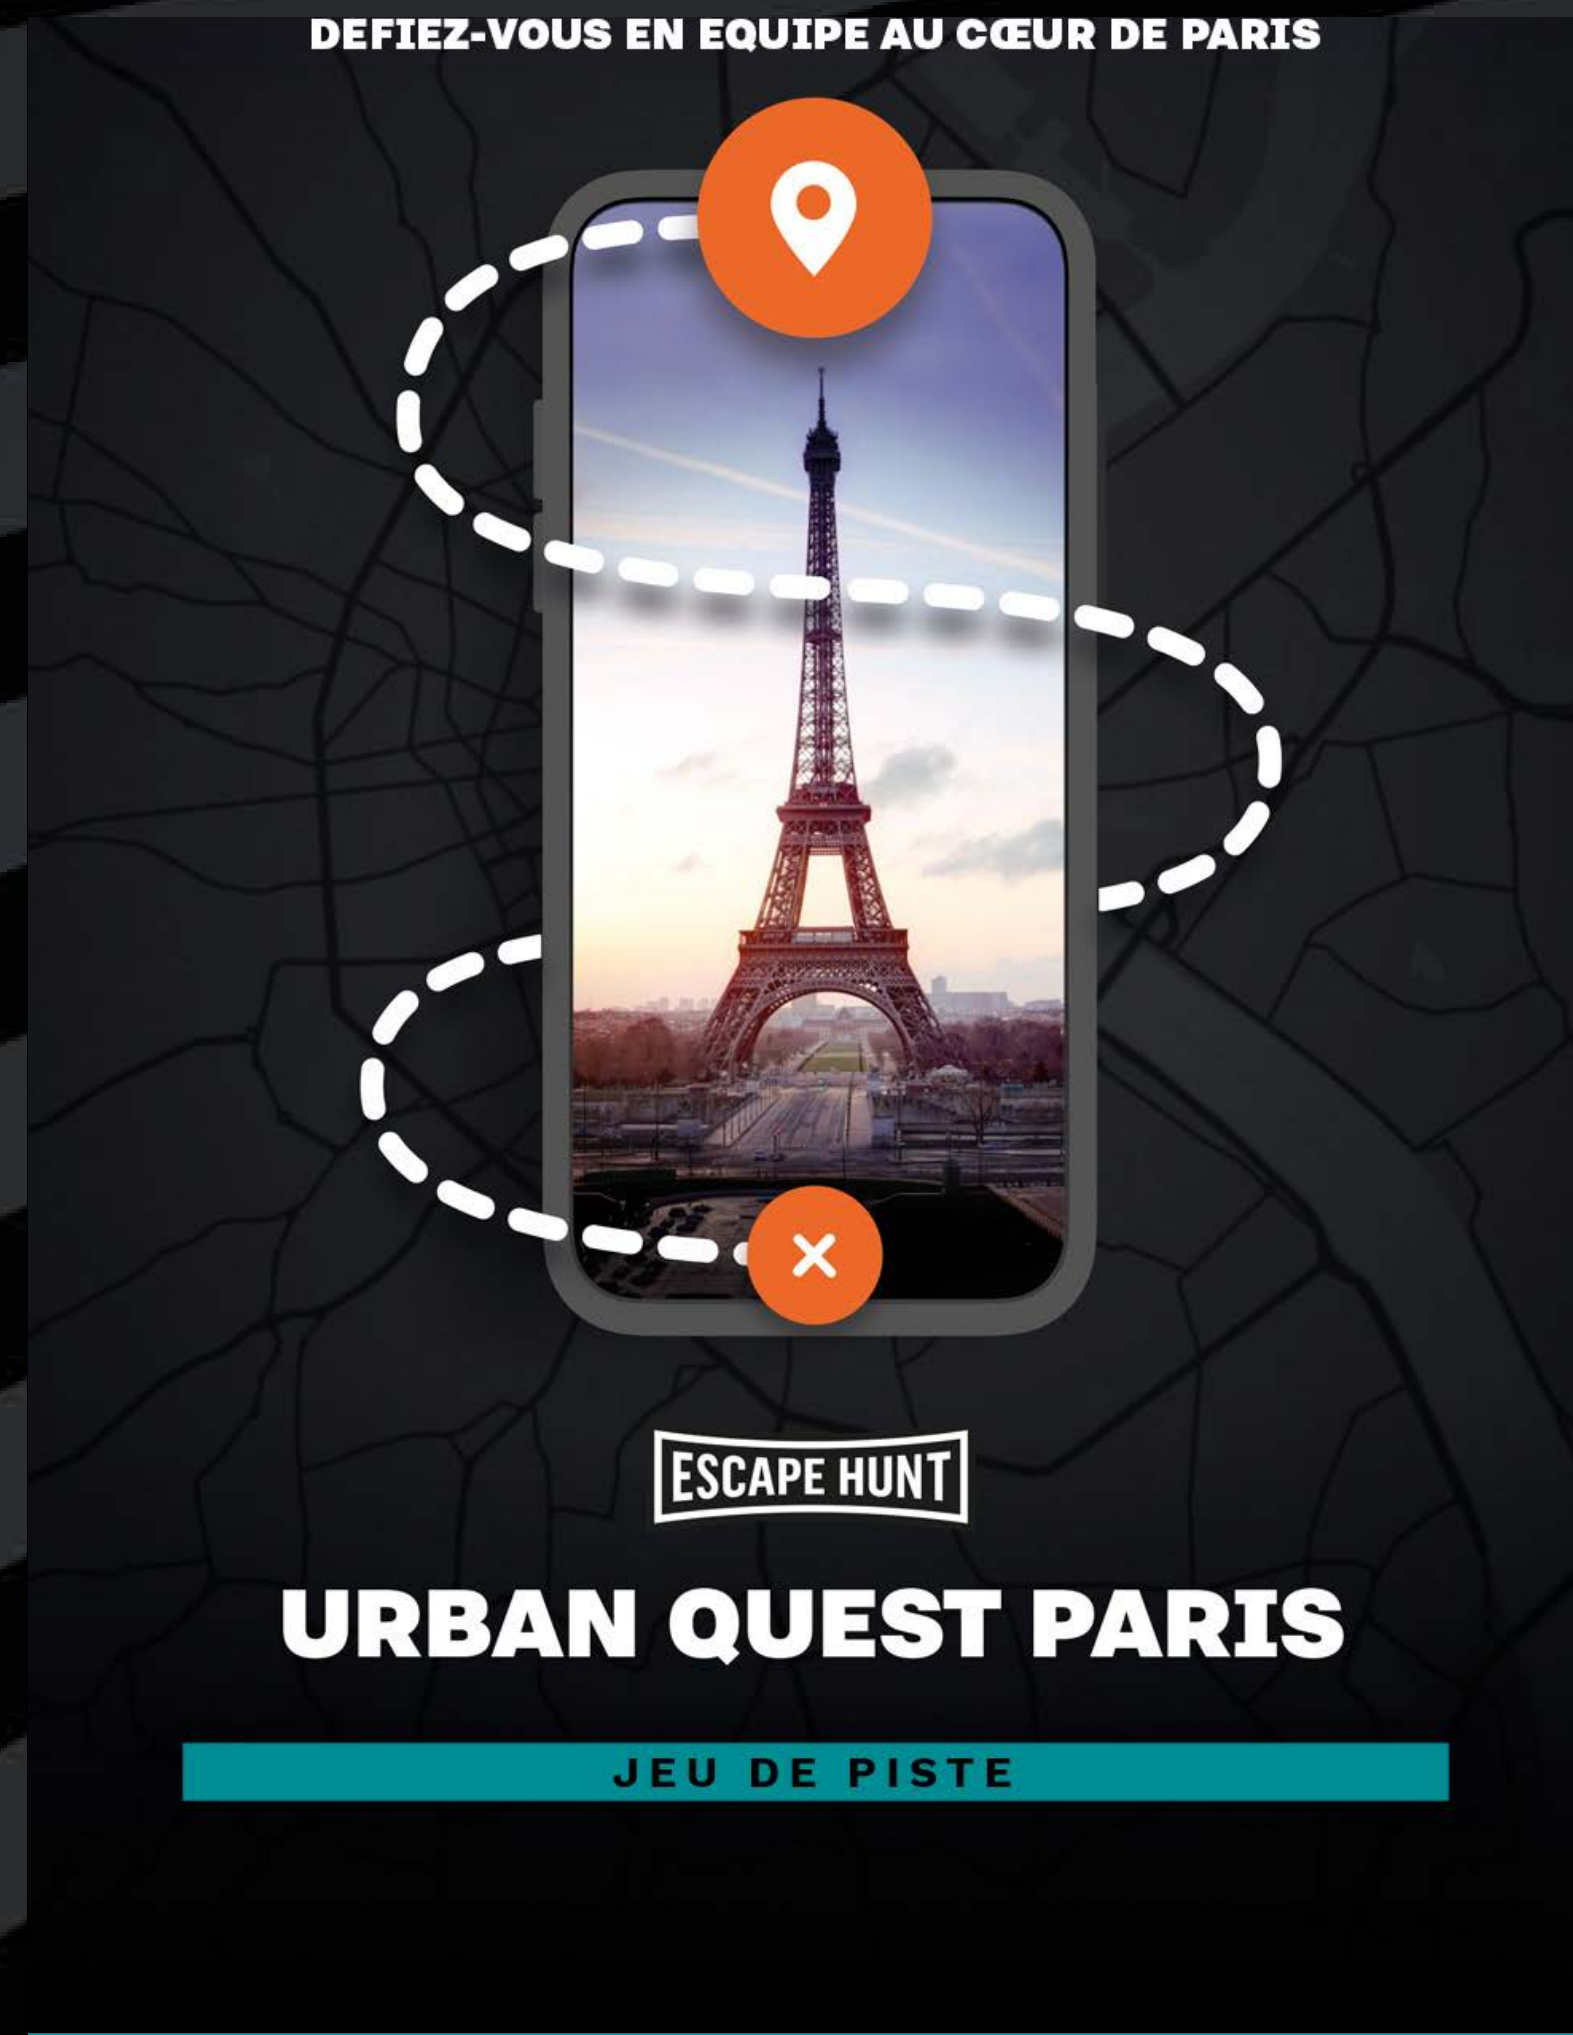 DEFIEZ-VOUS EN EQUIPE AU CŒUR DE PARIS
ESCAPE HUNT
URBAN QUEST PARIS
JEU DE PISTE